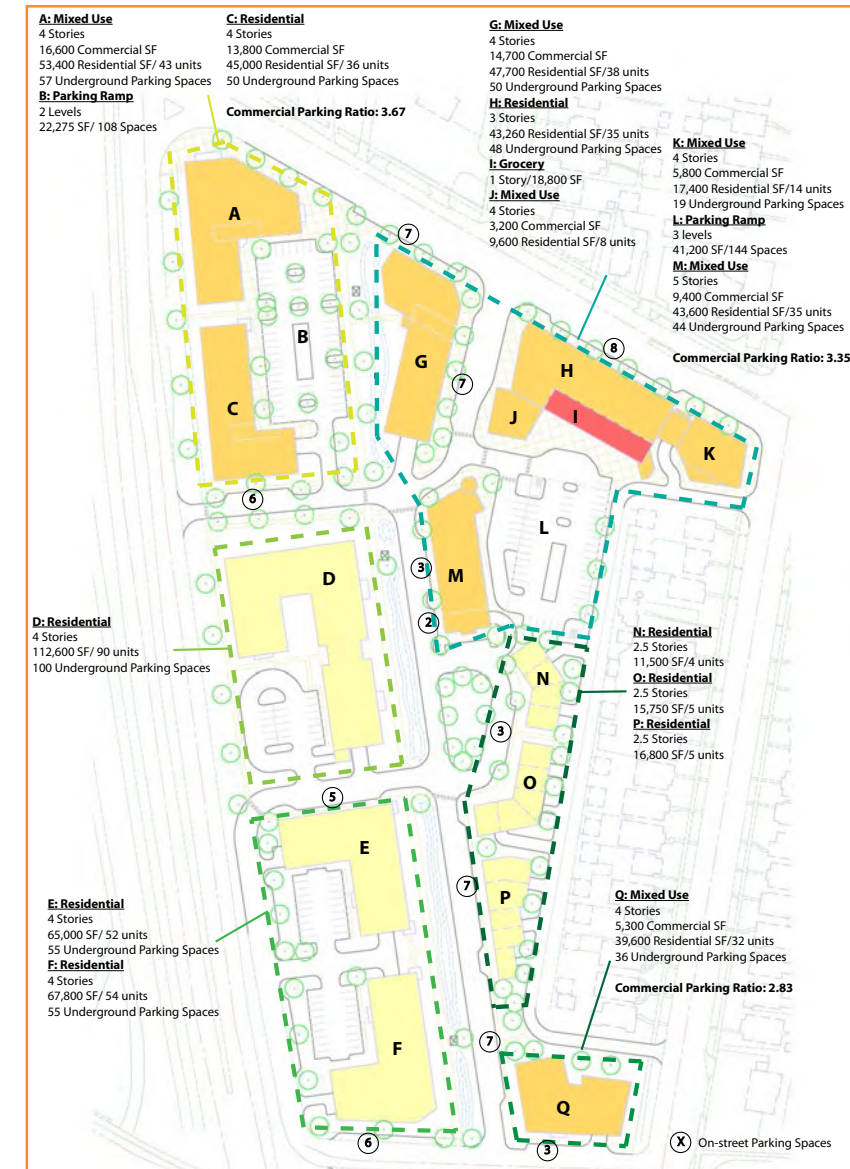 A: Mixed Use
4 Stories
16,600 Commercial SF
53,400 Residential SF/ 43 units
57 Underground Parking Spaces
B: Parking Ramp
2 Levels
22,275 SF/ 108 Spaces
C: Residential
4 Stories
13,800 Commercial SF
45,000 Residential SF/ 36 units
50 Underground Parking Spaces
Commercial Parking Ratio: 3.67
G: Mixed Use
4 Stories
14,700 Commercial SF
47,700 Residential SF/38 units
50 Underground Parking Spaces
H: Residential
3 Stories
43,260 Residential SF/35 units
48 Underground Parking Spaces
I: Grocery
1 Story/18,800 SF
J: Mixed Use
4 Stories
3,200 Commercial SF
9,600 Residential SF/8 units
K: Mixed Use
4 Stories
5,800 Commercial SF
17,400 Residential SF/14 units
19 Underground Parking Spaces
L: Parking Ramp
3 levels
41,200 SF/144 Spaces
M: Mixed Use
5 Stories
9,400 Commercial SF
43,600 Residential SF/35 units
44 Underground Parking Spaces
Commercial Parking Ratio: 3.35
A
7
B
G
7
8
H
C
J
I
K
6
L
3
M
2
D
D: Residential
4 Stories
112,600 SF/ 90 units
100 Underground Parking Spaces
N: Residential
2.5 Stories
11,500 SF/4 units
O: Residential
2.5 Stories
15,750 SF/5 units
P: Residential
2.5 Stories
16,800 SF/5 units
N
3
O
5
E
7
P
E: Residential
4 Stories
65,000 SF/ 52 units
55 Underground Parking Spaces
F: Residential
4 Stories
67,800 SF/ 54 units
55 Underground Parking Spaces
Q: Mixed Use
4 Stories
5,300 Commercial SF
39,600 Residential SF/32 units
36 Underground Parking Spaces
Commercial Parking Ratio: 2.83
F
7
Q
6
3
X On-street Parking Spaces